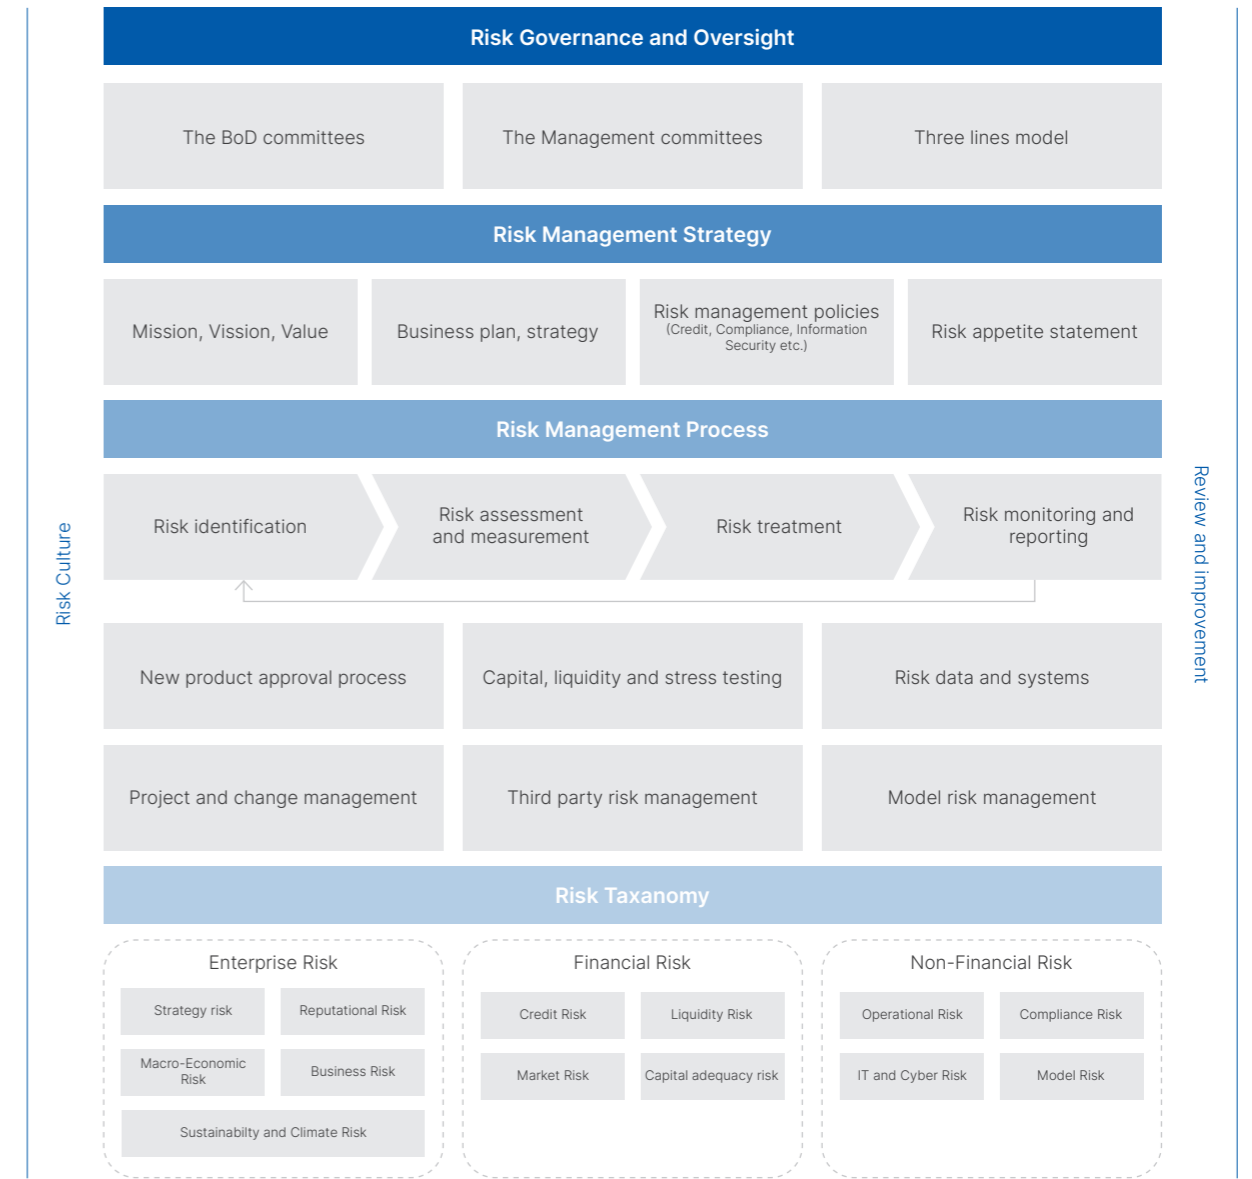 Risk Governance and Oversight
The BoD committees
The Management committees
Three lines model
Risk Management Strategy
Mission, Vission, Value
Business plan, strategy
Risk management policies
(Credit, Compliance, Information
Security etc.)
Risk appetite statement
Risk Management Process
Risk identification
Risk assessment
and measurement
Risk treatment
Risk monitoring and
reporting
Risk Culture
Review and improvement
New product approval process
Capital, liquidity and stress testing
Risk data and systems
Project and change management
Third party risk management
Model risk management
Risk Taxanomy
Enterprise Risk
Strategy risk
Reputational Risk
Macro-Economic
Risk
Business Risk
Sustainabilty and Climate Risk
Financial Risk
Credit Risk
Liquidity Risk
Market Risk
Capital adequacy risk
Non-Financial Risk
Operational Risk
Compliance Risk
IT and Cyber Risk
Model Risk